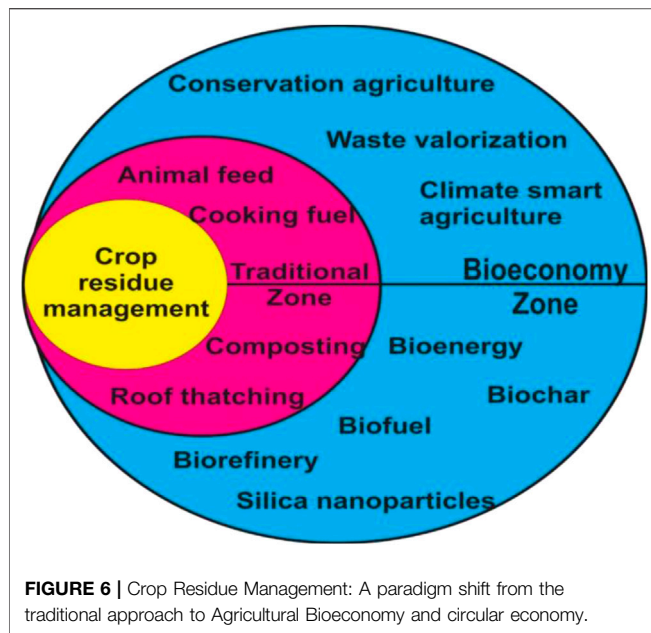 Conservation agriculture
Waste valorization
Animal feed
Climate smart
agriculture
Cooking fuel
Crop
residue
management
Traditional
Zone
Bioeconomy
Zone
Composting
Bioenergy
Roof thatching
Biochar
Biofuel
Biorefinery
Silica nanoparticles
FIGURE 6 | Crop Residue Management: A paradigm shift from the
traditional approach to Agricultural Bioeconomy and circular economy.